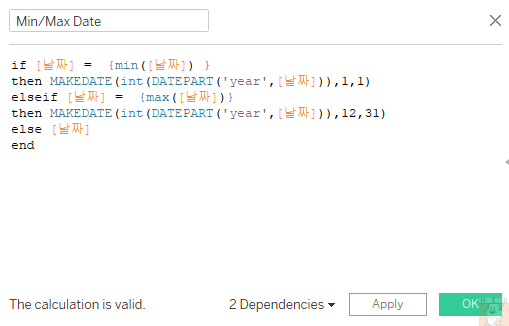 Min/Max Date
if [날짜] = {min([날짜]) }
then MAKEDATE(int(DATEPART('year',[날짜])),1,1)
elseif [날짜] = {max([날짜])}
then MAKEDATE(int(DATEPART('year',[날짜])),12,31)
else [날짜]
end
The calculation is valid.
2 Dependencies
Apply
OK